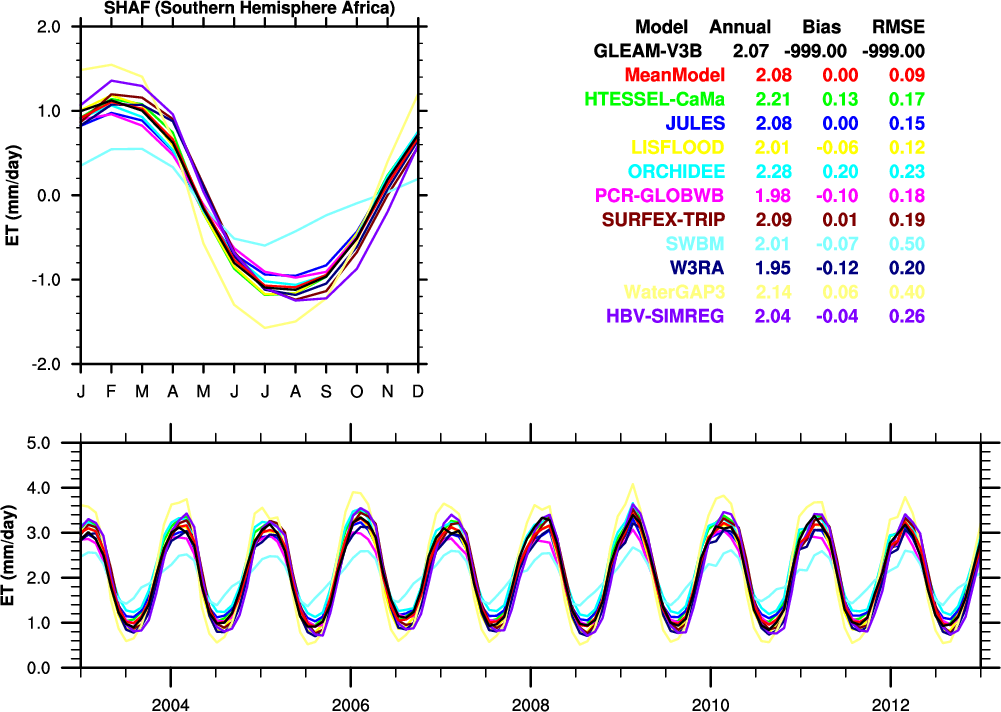 SHAF (Southern Hemisphere Africa)
2.0
1.0
0.0
-1.0
-2.0
ET (mm/day)
J F M A M J J A S O N D
Model Annual Bias RMSE
GLEAM-V3B 2.07 -999.00 -999.00
MeanModel 2.08 0.00 0.09
HTESSEL-CaMa 2.21 0.13 0.17
JULES 2.08 0.00 0.15
LISFLOOD 2.01 -0.06 0.12
ORCHIDEE 2.28 0.20 0.23
PCR-GLOBWB 1.98 -0.10 0.18
SURFEX-TRIP 2.09 0.01 0.19
SWBM 2.01 -0.07 0.50
W3RA 1.95 -0.12 0.20
WaterGAP3 2.14 0.06 0.40
HBV-SIMREG 2.04 -0.04 0.26
5.0
4.0
3.0
2.0
1.0
0.0
ET (mm/day)
2004 2006 2008 2010 2012